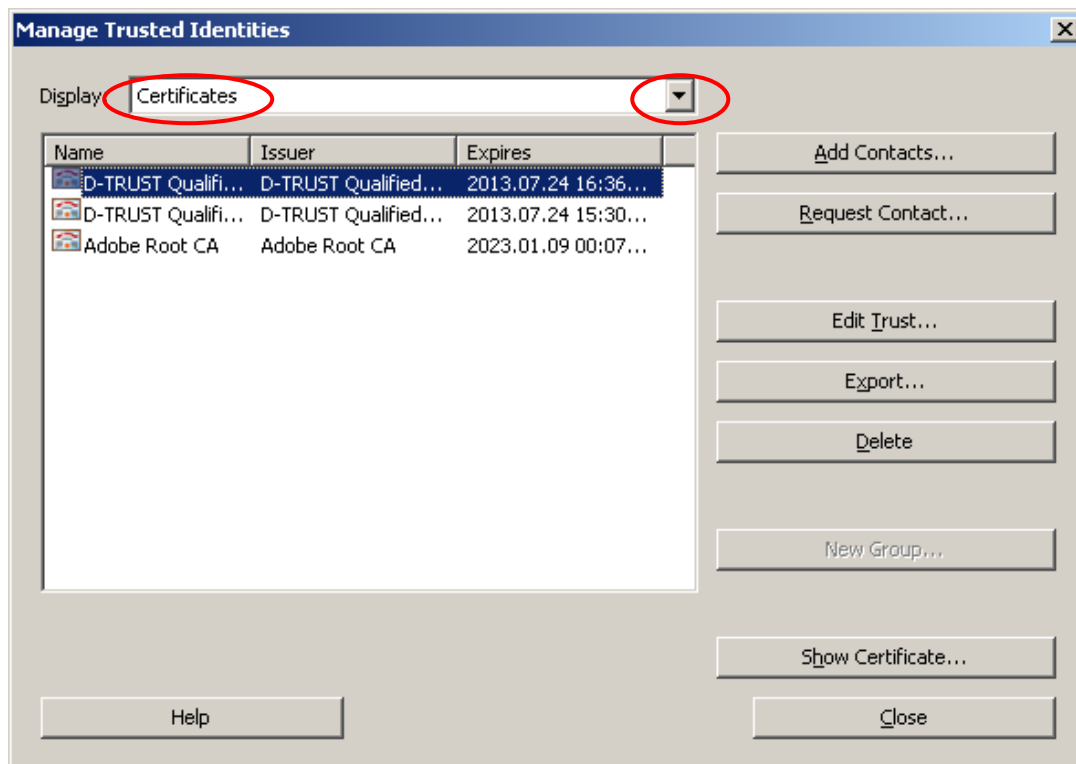 Manage Trusted Identities
Display Certificates
Name Issuer Expires
D-TRUST Qualifi... D-TRUST Qualified... 2013.07.24 16:36...
D-TRUST Qualifi... D-TRUST Qualified... 2013.07.24 15:30...
Adobe Root CA Adobe Root CA 2023.01.09 00:07...
Add Contacts...
Request Contact...
Edit Trust...
Export...
Delete
New Group...
Show Certificate...
Help
Close